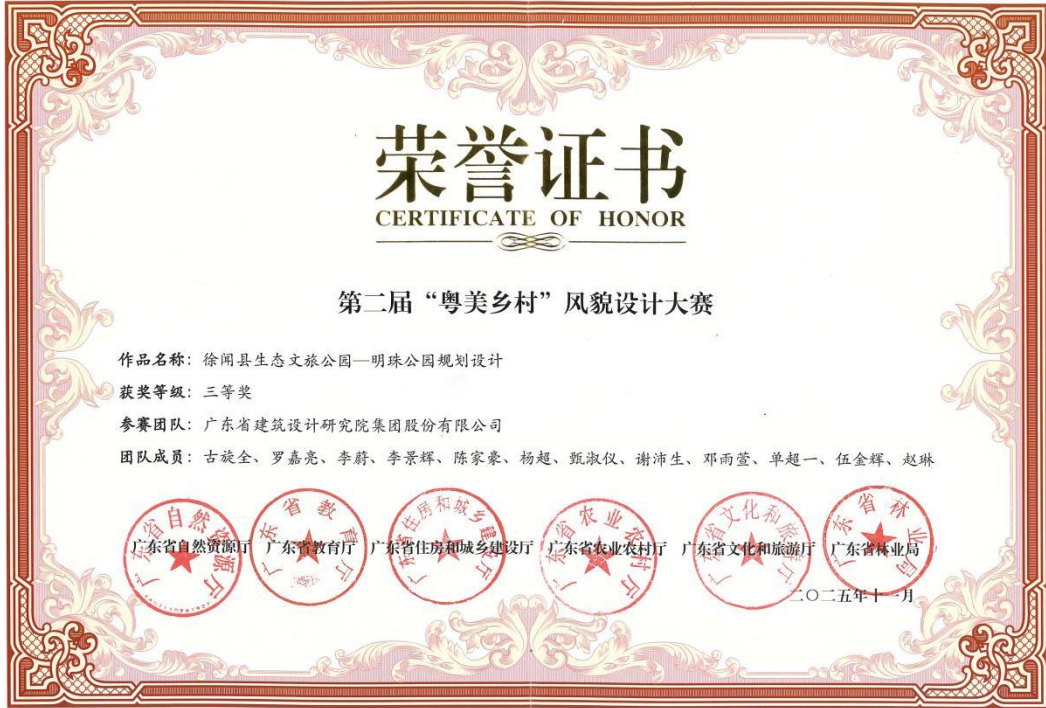 荣誉证书
CERTIFICATE OF HONOR
第二届“粤美乡村”风貌设计大赛
作品名称：徐闻县生态文旅公园—明珠公园规划设计
获奖等级：三等奖
参赛团队：广东省建筑设计研究院集团股份有限公司
团队成员：古旋全、罗嘉亮、李蔚、李景辉、陈家豪、杨超、甄淑仪、谢沛生、邓雨萱、单超一、伍金辉、赵琳
广东省自然资源厅 广东省教育厅 广东省住房和城乡建设厅 广东省农业农村厅 广东省文化和旅游厅 广东省林业局
二〇二五年十一月